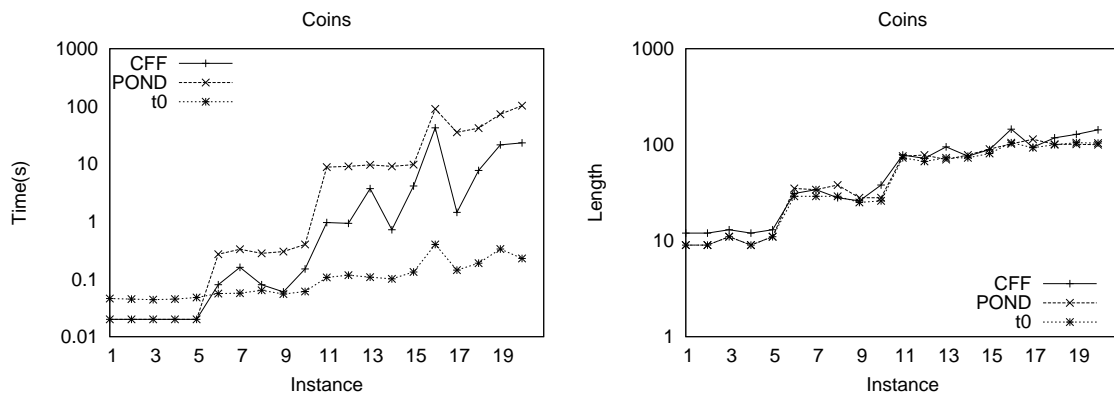 Coins
1000
100
10
1
0.1
0.01
Time(s)
CFF
POND
t0
1 3 5 7 9 11 13 15 17 19
Instance
Coins
1000
100
10
1
Length
CFF
POND
t0
1 3 5 7 9 11 13 15 17 19
Instance